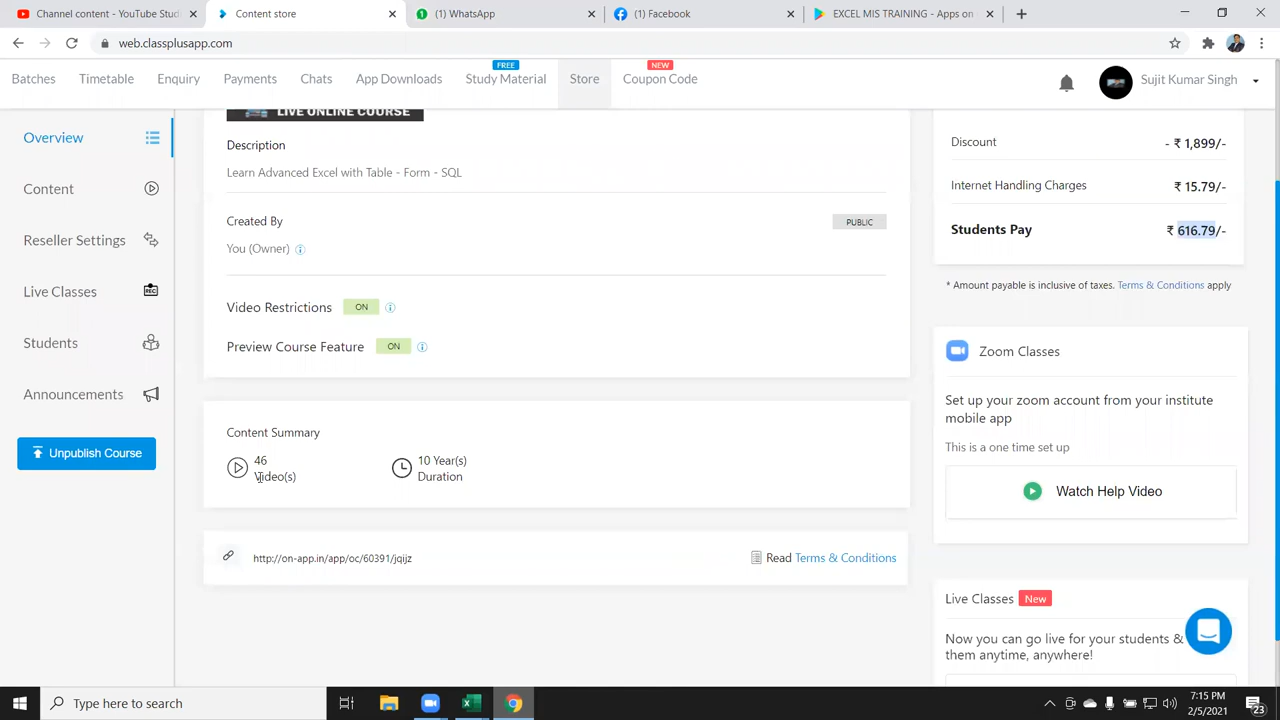 Channel content - YouTube Stud
Content store
(1) WhatsApp
(1) Facebook
EXCEL MIS TRAINING - Apps on
web.classplusapp.com
Batches
Timetable
Enquiry
Payments
Chats
App Downloads
FREE
Study Material
Store
NEW
Coupon Code
Sujit Kumar Singh
Overview
Content
Reseller Settings
Live Classes
REC
Students
Announcements
Unpublish Course
LIVE ONLINE COURSE
Description
Learn Advanced Excel with Table - Form - SQL
Created By
PUBLIC
You (Owner)
Video Restrictions ON
Preview Course Feature ON
Content Summary
46
Video(s)
10 Year(s)
Duration
http://on-app.in/app/oc/60391/jqijz
Read Terms & Conditions
Discount - ₹ 1,899/-
Internet Handling Charges ₹ 15.79/-
Students Pay ₹ 616.79/-
* Amount payable is inclusive of taxes. Terms & Conditions apply
Zoom Classes
Set up your zoom account from your institute
mobile app
This is a one time set up
Watch Help Video
Live Classes New
Now you can go live for your students &
them anytime, anywhere!
Type here to search
7:15 PM
2/5/2021
23